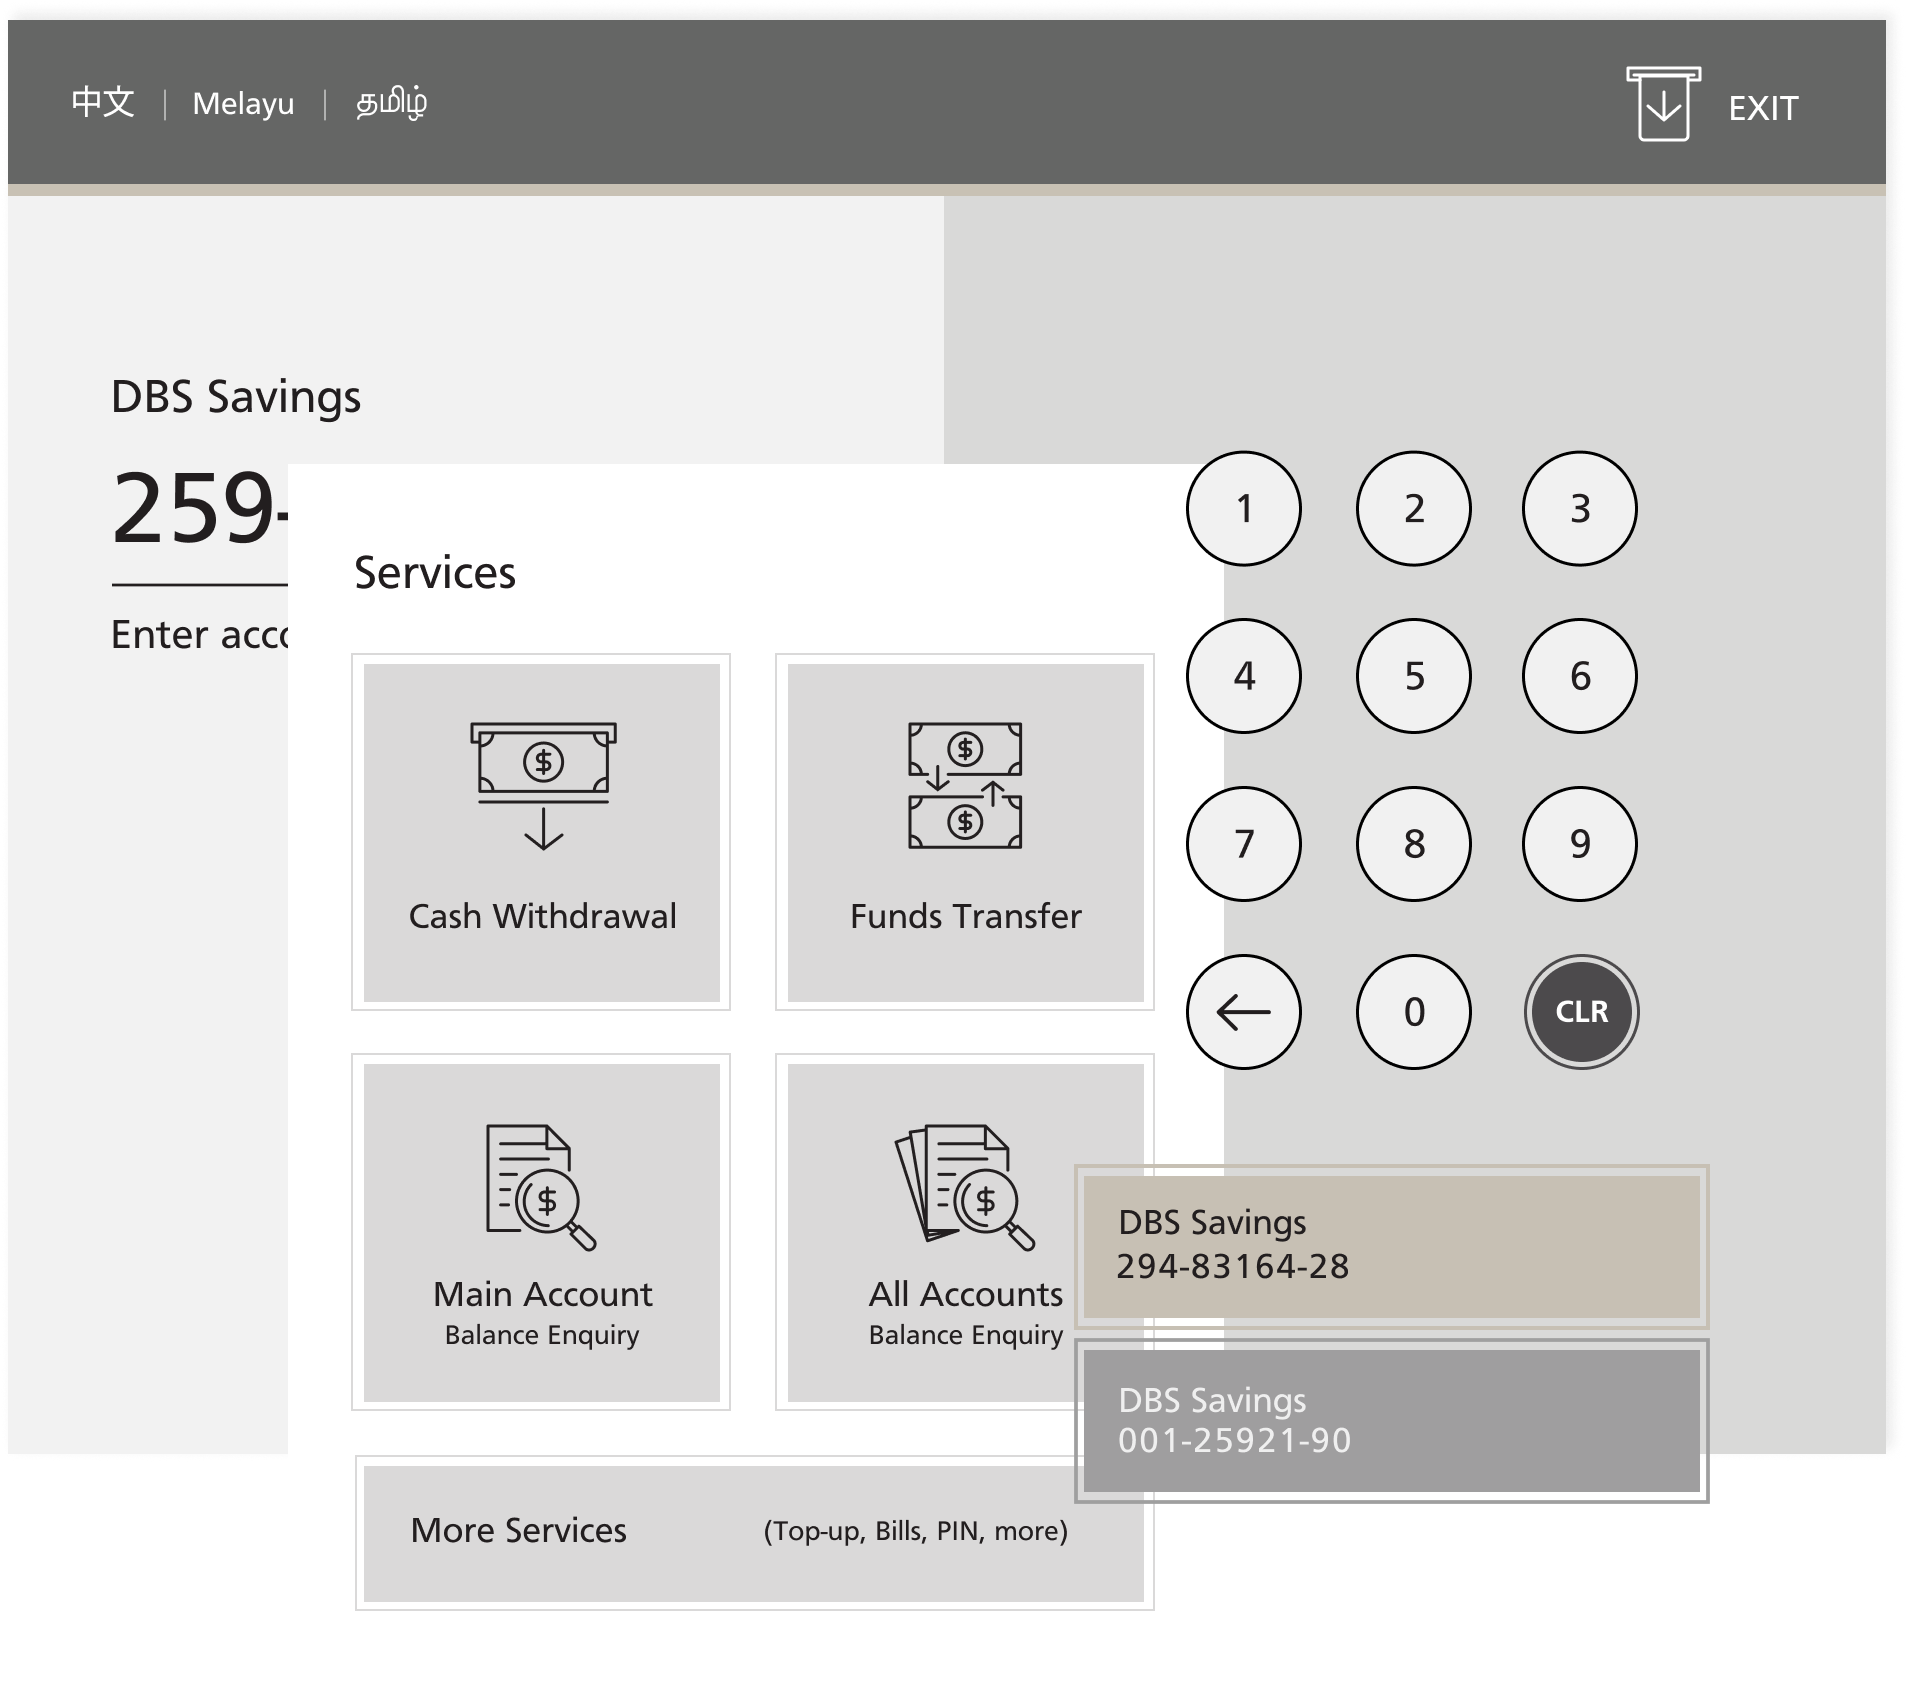 中文 | Melayu | தமிழ்
EXIT
DBS Savings
259-
Enter
Services
Cash Withdrawal
Funds Transfer
Main Account
Balance Enquiry
All Accounts
Balance Enquiry
More Services (Top-up, Bills, PIN, more)
1 2 3
4 5 6
7 8 9
0 CLR
DBS Savings
294-83164-28
DBS Savings
001-25921-90